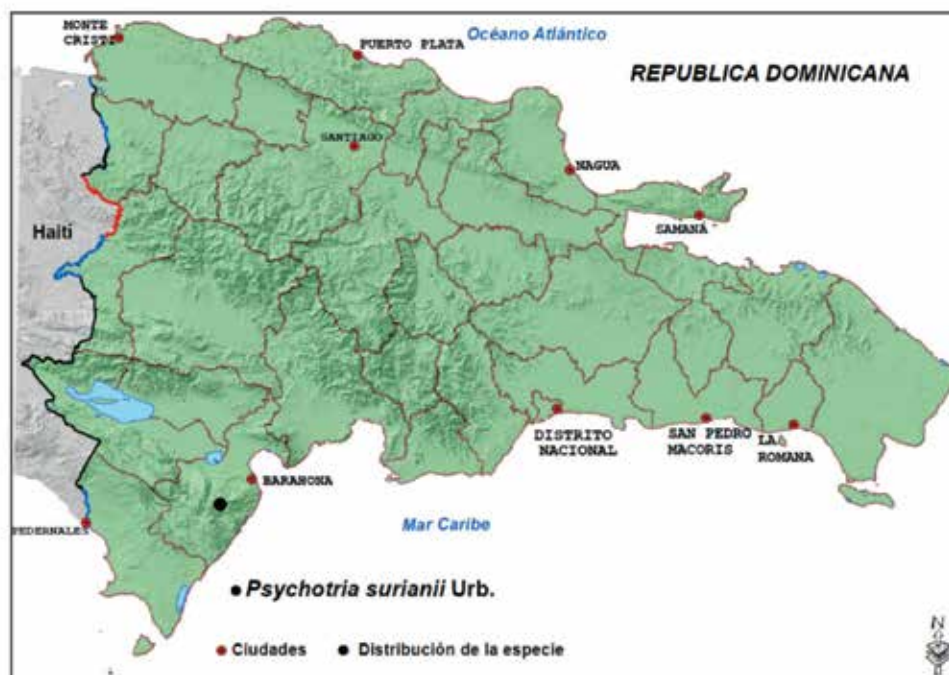 MONTE
CRISTI
PUERTO PLATA
Océano Atlántico
REPUBLICA DOMINICANA
SANTIAGO
NAGUA
SAMANÁ
Haití
DISTRITO
NACIONAL
SAN PEDRO
MACORIS
LA
ROMANA
BARAHONA
PEDERNALES
Mar Caribe
• Psychotria surianii Urb.
Ciudades
Distribución de la especie
N